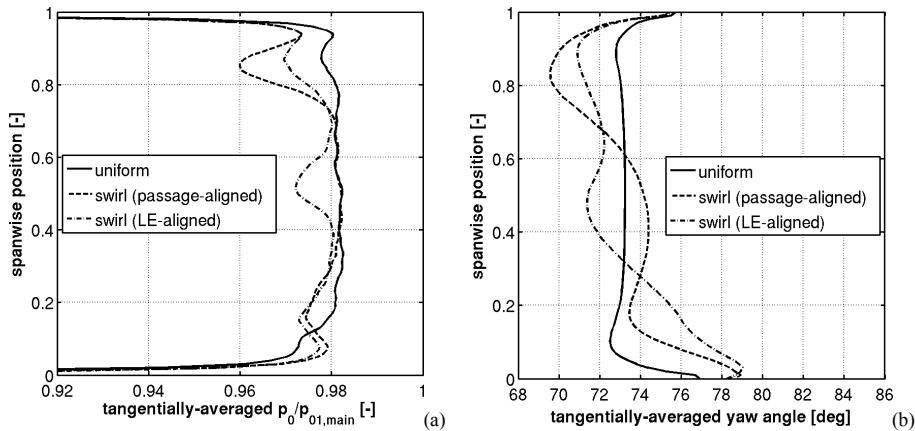 1
0.8
0.6
0.4
0.2
0
spanwise position [-]
uniform
swirl (passage-aligned)
swirl (LE-aligned)
0.92
0.94
0.96
0.98
1
tangentially-averaged p0/p01,main [-]
(a)
1
0.8
0.6
0.4
0.2
0
spanwise position [-]
uniform
swirl (passage-aligned)
swirl (LE-aligned)
68
70
72
74
76
78
80
82
84
86
tangentially-averaged yaw angle [deg]
(b)